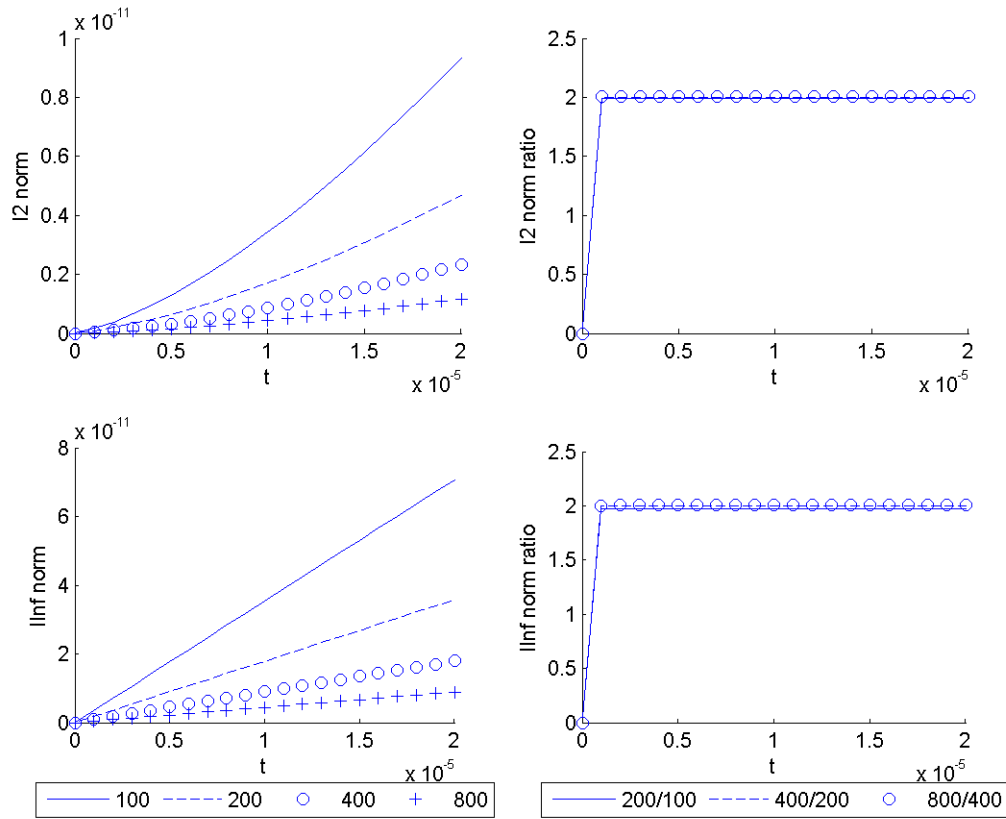 x 10^-11
1
0.8
0.6
0.4
0.2
0
l2 norm
0 0.5 1 1.5 2
t
x 10^-5
2.5
2
1.5
1
0.5
0
l2 norm ratio
0 0.5 1 1.5 2
t
x 10^-5
x 10^-11
8
6
4
2
0
lInf norm
0 0.5 1 1.5 2
t
x 10^-5
2.5
2
1.5
1
0.5
0
lInf norm ratio
0 0.5 1 1.5 2
t
x 10^-5
100 200 400 800
200/100 400/200 800/400